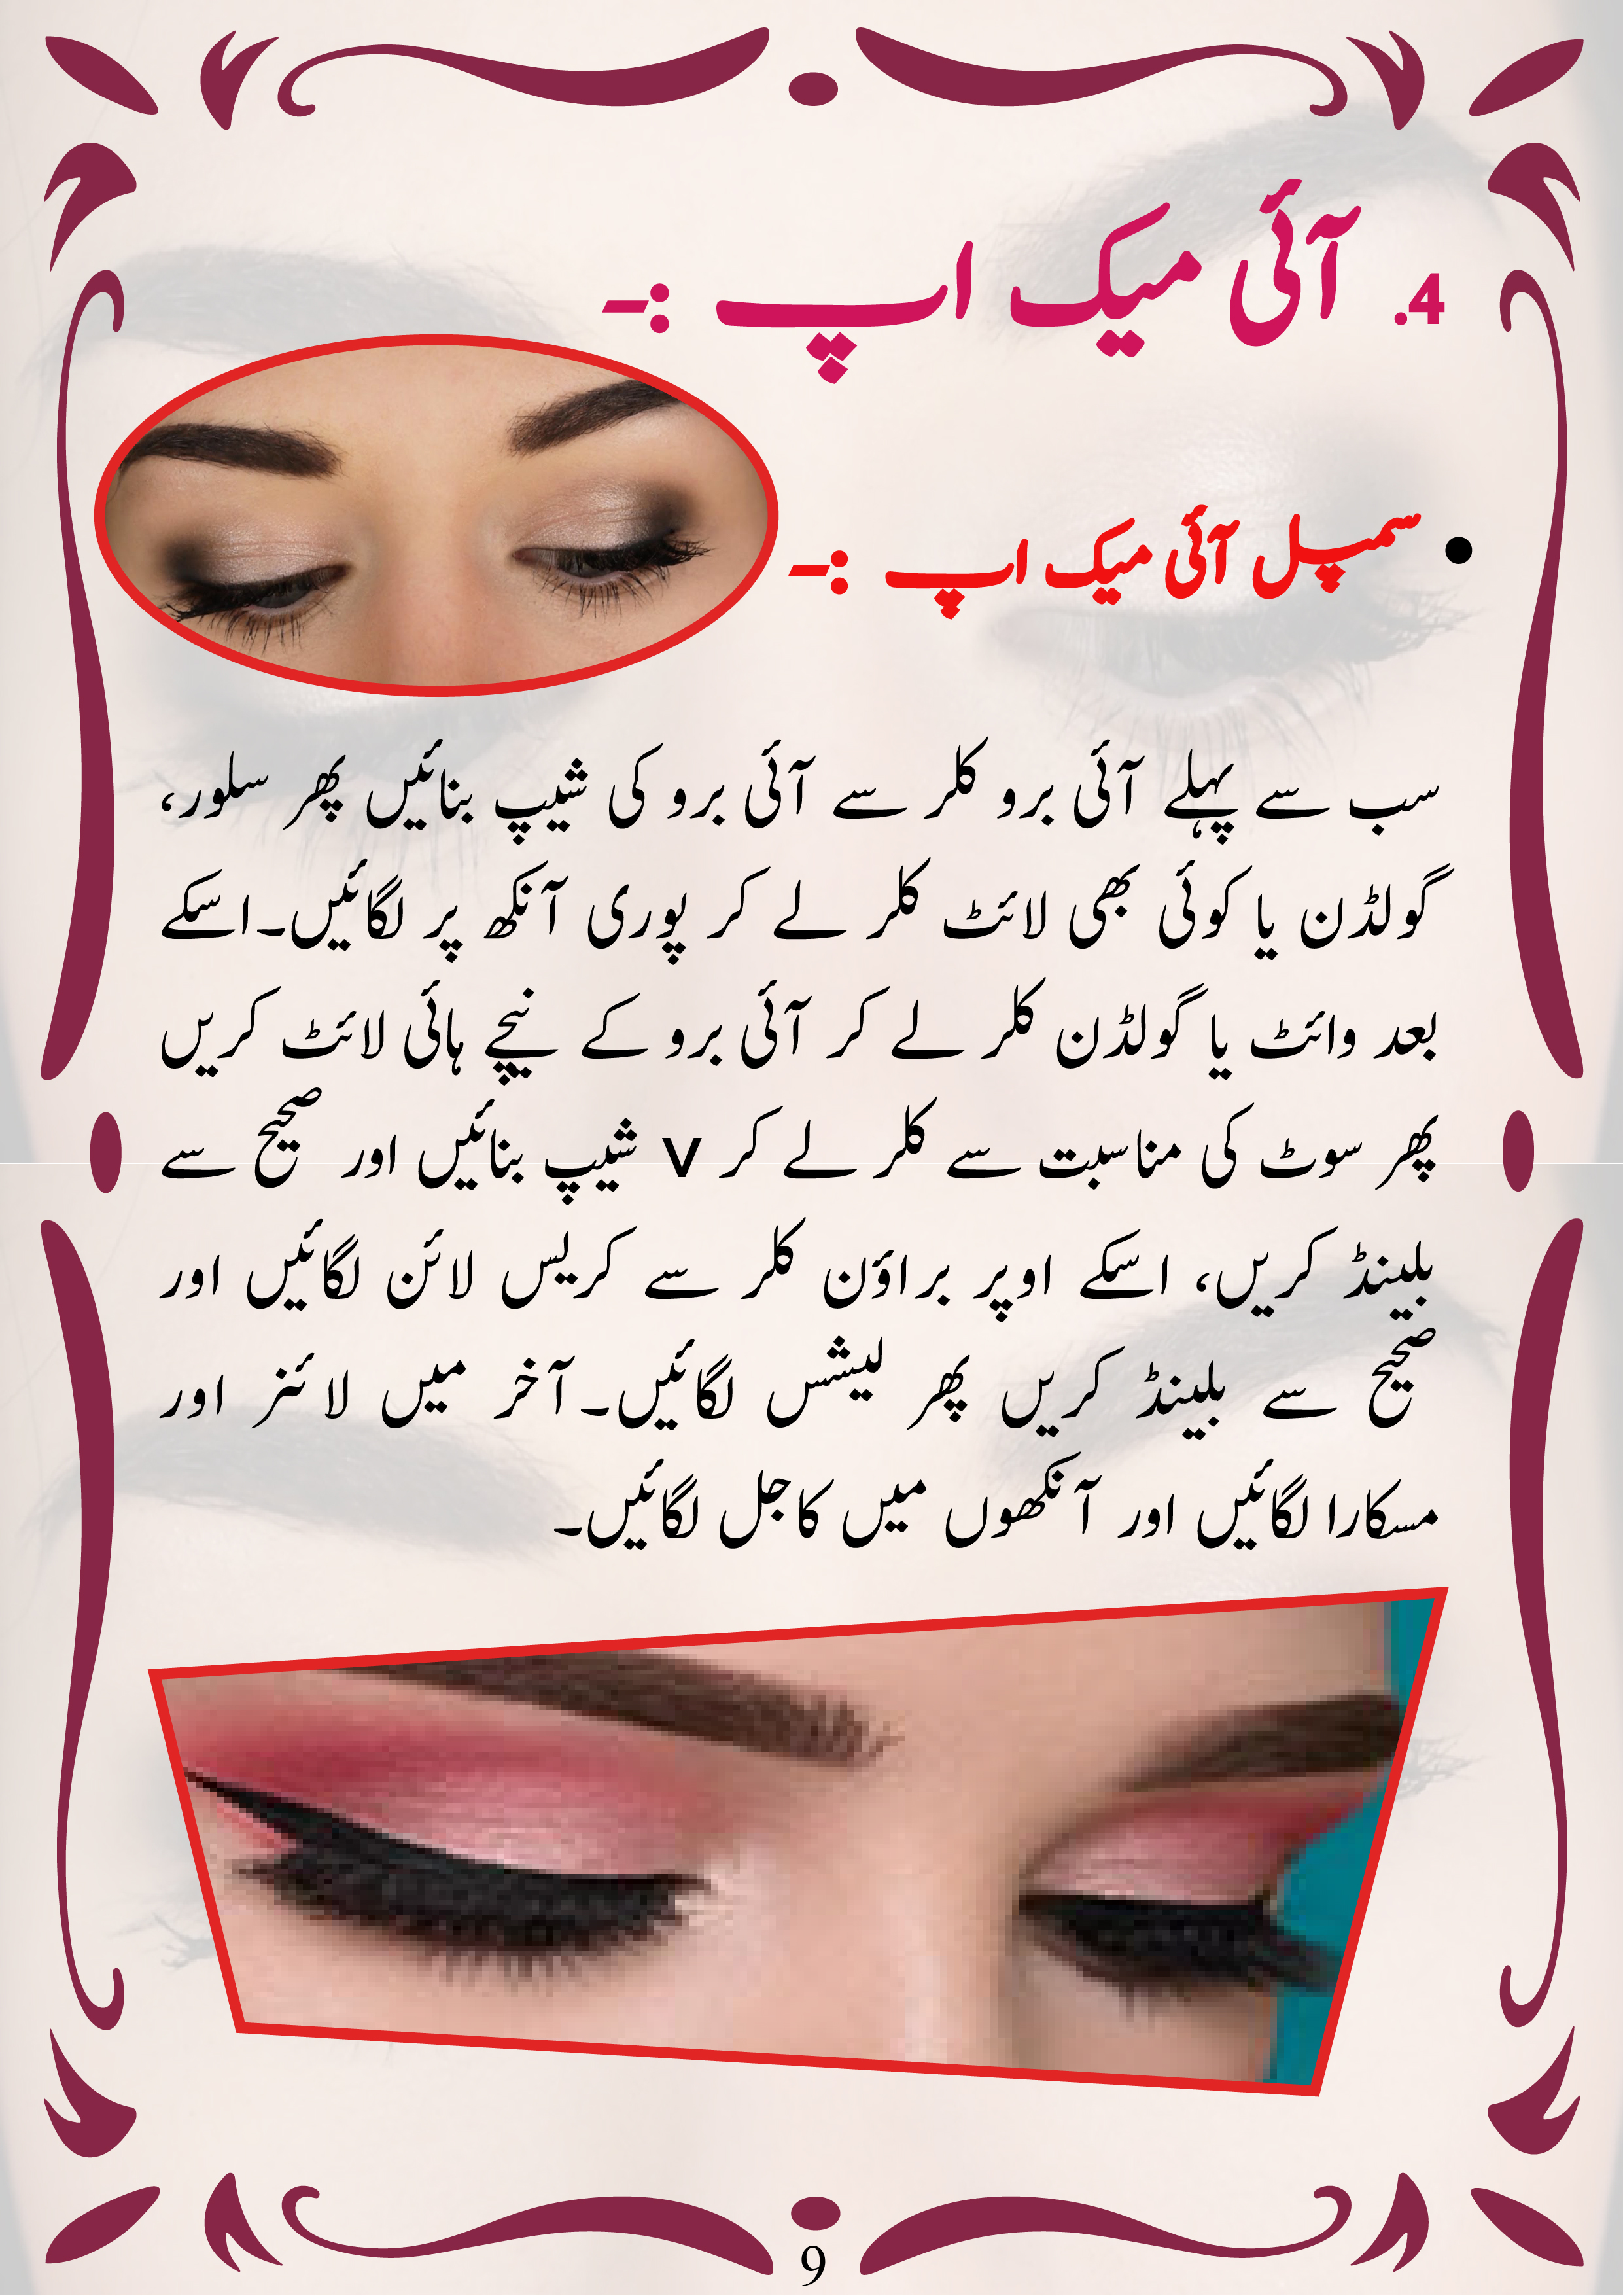 4. آئی میک اپ :-
• سمپل آئی میک اپ :-
سب سے پہلے آئی برو کلر سے آئی برو کی شیپ بنائیں پھر سلور،
گولڈن یا کوئی بھی لائٹ کلر لے کر پوری آنکھ پر لگائیں۔اسکے
بعد وائٹ یا گولڈن کلر لے کر آئی برو کے نیچے ہائی لائٹ کریں
پھر سوٹ کی مناسبت سے کلر لے کر V شیپ بنائیں اور صحیح سے
بلینڈ کریں، اسکے اوپر براؤن کلر سے کریس لائن لگائیں اور
صحیح سے بلینڈ کریں پھر لیشس لگائیں۔آخر میں لائنر اور
مسکارا لگائیں اور آنکھوں میں کاجل لگائیں۔
9